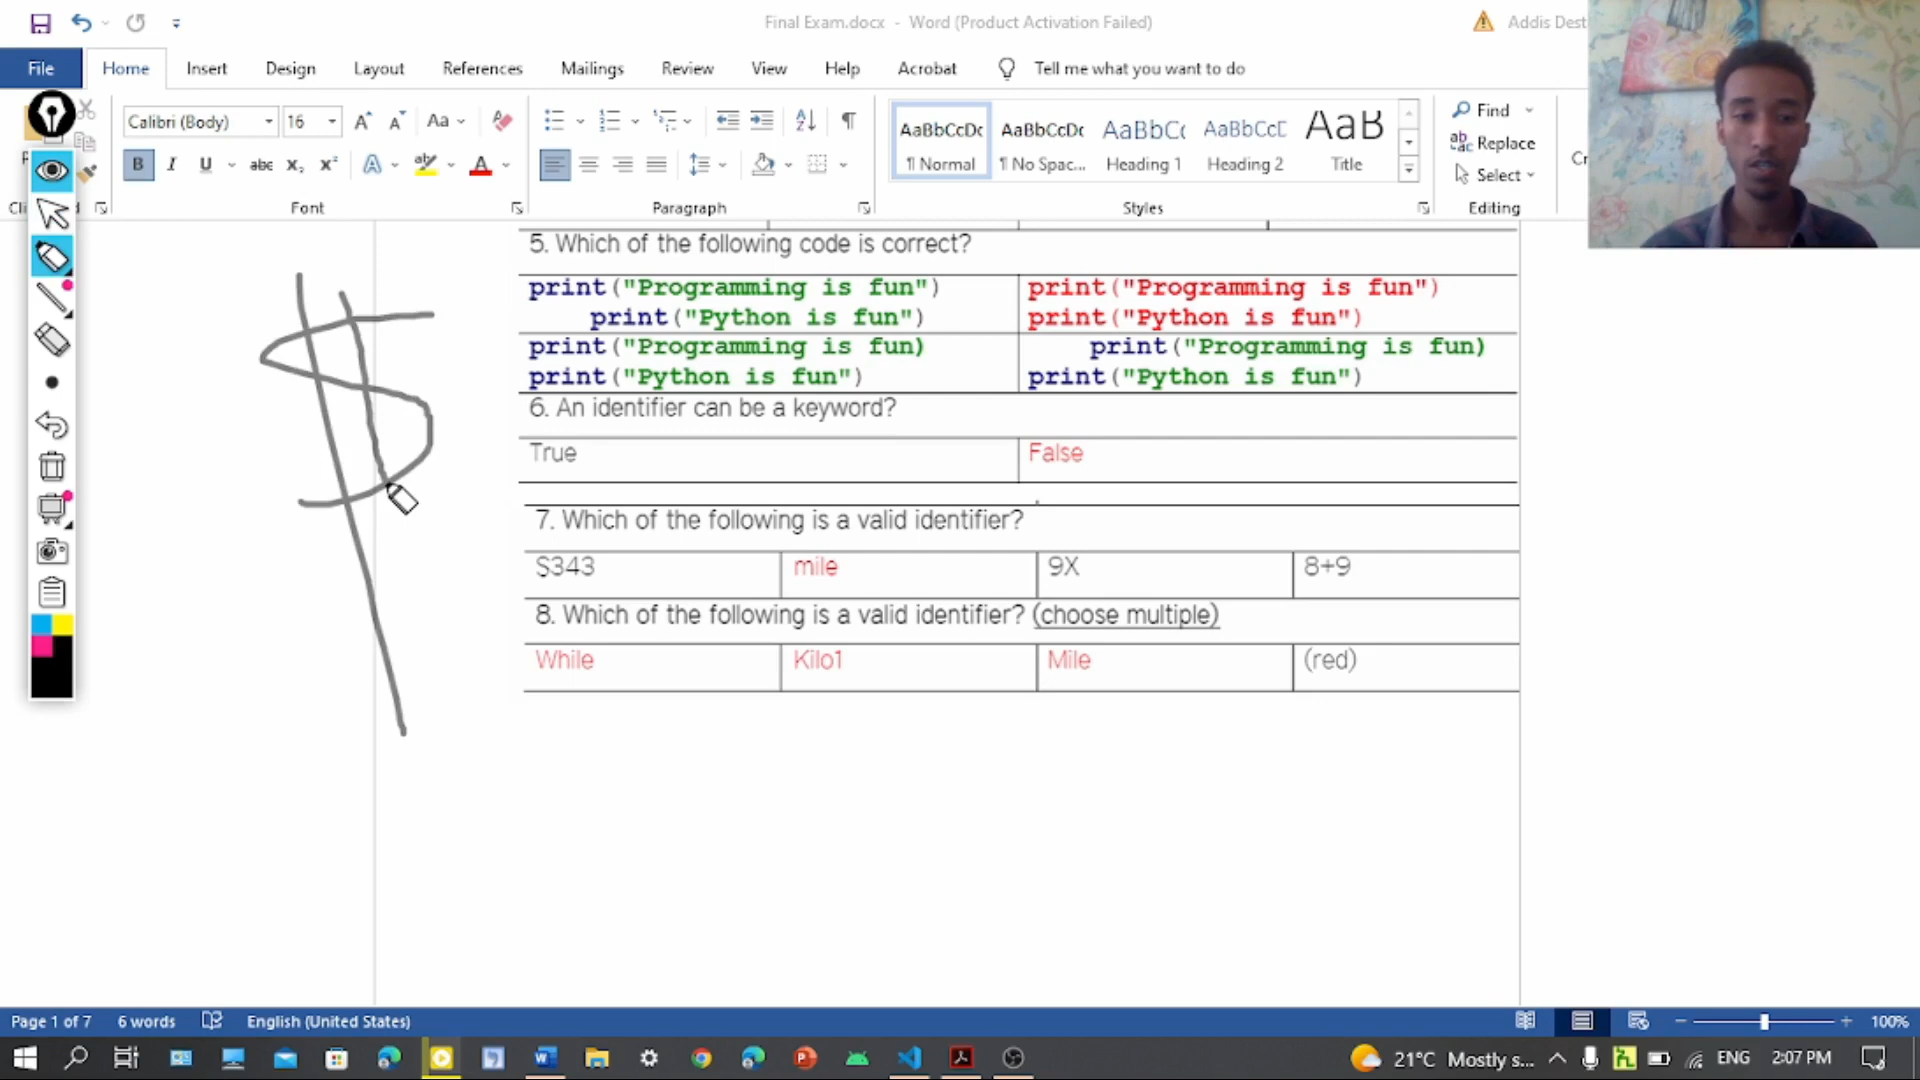 Final Exam.docx - Word (Product Activation Failed)
Addis Dest
File Home Insert Design Layout References Mailings Review View Help Acrobat Tell me what you want to do
Calibri (Body) 16 Aa
AaBbCcDc AaBbCcDc AaBbC( AaBbCcC AaB
¶ Normal ¶ No Spac... Heading 1 Heading 2 Title
Find
Replace
Select
B I U abc X₂ X² A A
Font Paragraph Styles Editing
5. Which of the following code is correct?
print("Programming is fun") print("Programming is fun")
print("Python is fun") print("Python is fun")
print("Programming is fun) print("Programming is fun)
print("Python is fun") print("Python is fun")
6. An identifier can be a keyword?
True False
7. Which of the following is a valid identifier?
S343 mile 9X 8+9
8. Which of the following is a valid identifier? (choose multiple)
While Kilo1 Mile (red)
$
Page 1 of 7 6 words English (United States) 100%
21°C Mostly s... ENG 2:07 PM